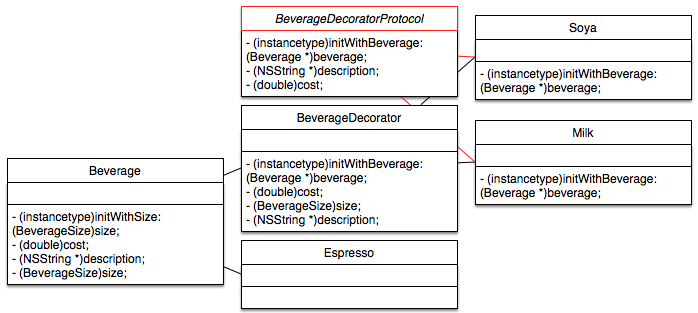 BeverageDecoratorProtocol
- (instancetype)initWithBeverage:
(Beverage *)beverage;
- (NSString *)description;
- (double)cost;
Soya
- (instancetype)initWithBeverage:
(Beverage *)beverage;
BeverageDecorator
- (instancetype)initWithBeverage:
(Beverage *)beverage;
- (double)cost;
- (BeverageSize)size;
- (NSString *)description;
Milk
- (instancetype)initWithBeverage:
(Beverage *)beverage;
Beverage
- (instancetype)initWithSize:
(BeverageSize)size;
- (double)cost;
- (NSString *)description;
- (BeverageSize)size;
Espresso